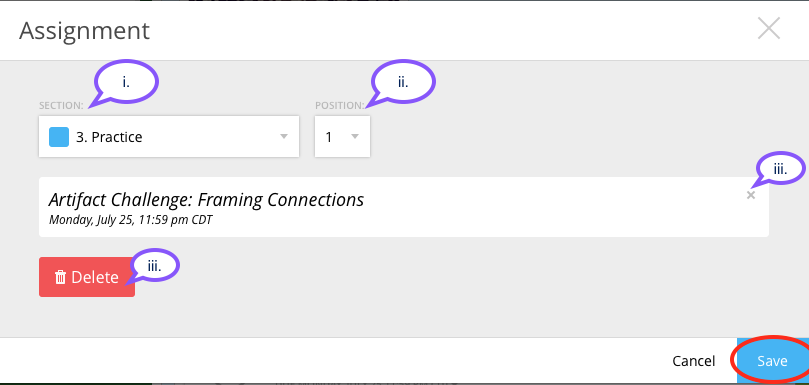 Assignment
i.
ii.
SECTION:
POSITION:
3. Practice
1
iii.
Artifact Challenge: Framing Connections
Monday, July 25, 11:59 pm CDT
iii.
Delete
Cancel
Save